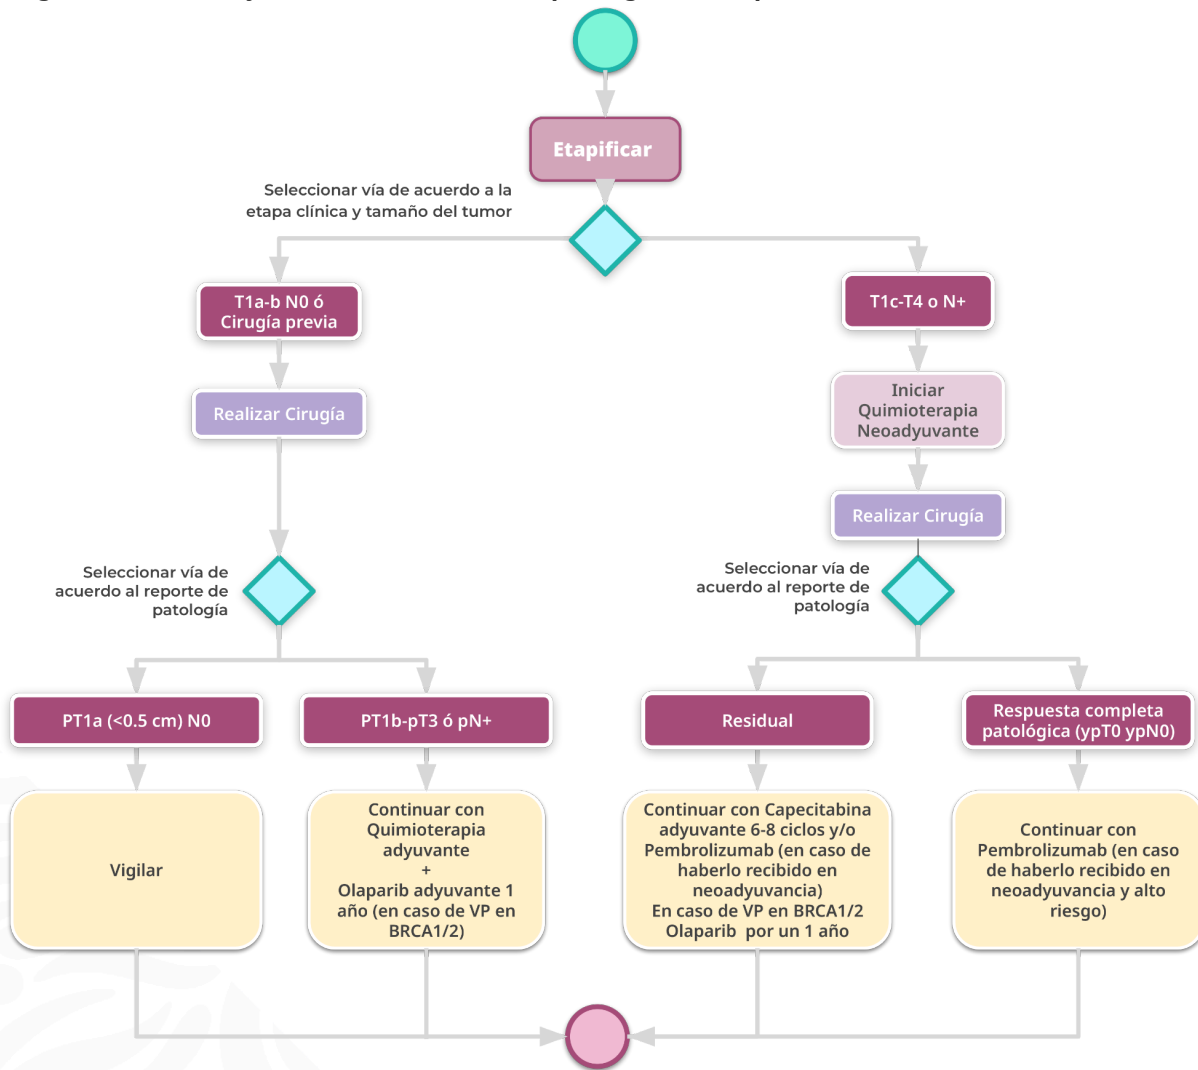 Etapificar
Seleccionar vía de acuerdo a la
etapa clínica y tamaño del tumor
T1a-b N0 ó
Cirugía previa
T1c-T4 o N+
Realizar Cirugía
Iniciar
Quimioterapia
Neoadyuvante
Realizar Cirugía
Seleccionar vía de
acuerdo al reporte de
patología
Seleccionar vía de
acuerdo al reporte de
patología
PT1a (<0.5 cm) N0
PT1b-pT3 ó pN+
Residual
Respuesta completa
patológica (ypT0 ypN0)
Vigilar
Continuar con
Quimioterapia
adyuvante
+
Olaparib adyuvante 1
año (en caso de VP en
BRCA1/2)
Continuar con Capecitabina
adyuvante 6-8 ciclos y/o
Pembrolizumab (en caso de
haberlo recibido en
neoadyuvancia)
En caso de VP en BRCA1/2
Olaparib por un 1 año
Continuar con
Pembrolizumab (en caso
de haberlo recibido en
neoadyuvancia y alto
riesgo)